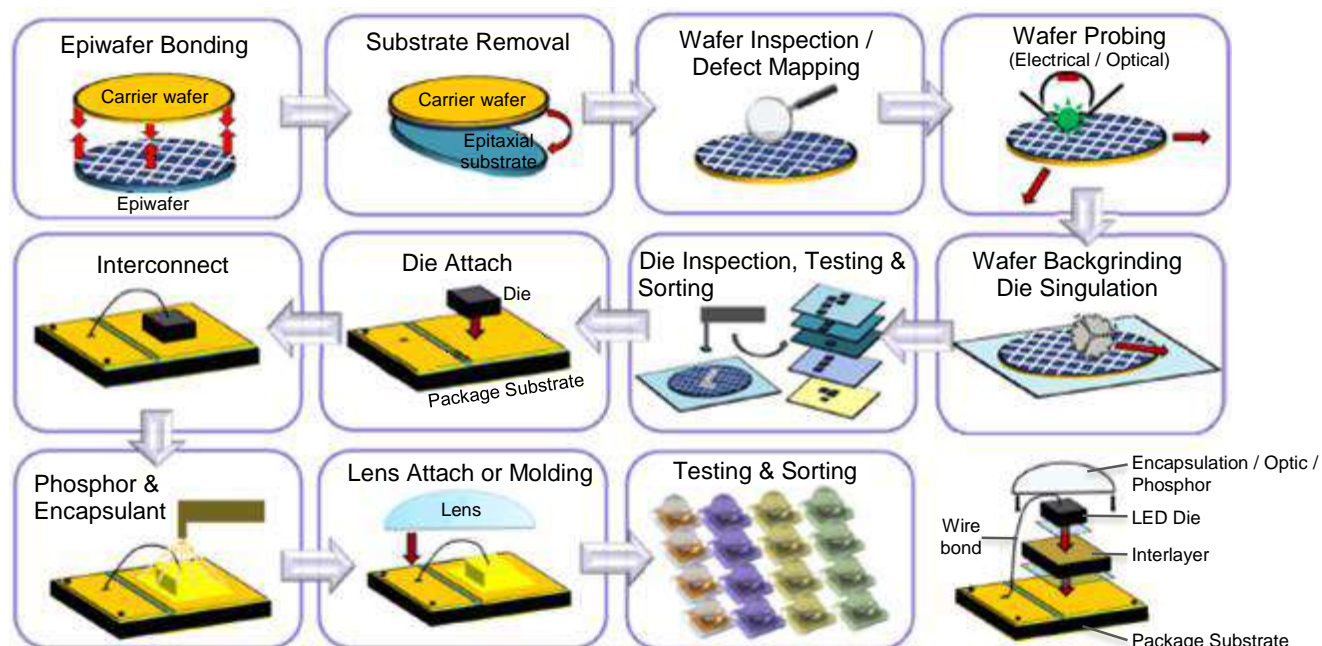 Epiwafer Bonding
Carrier wafer
Epiwafer
Substrate Removal
Carrier wafer
Epitaxial
substrate
Wafer Inspection /
Defect Mapping
Wafer Probing
(Electrical / Optical)
Interconnect
Die Attach
Die
Package Substrate
Die Inspection, Testing &
Sorting
Wafer Backgrinding
Die Singulation
Phosphor &
Encapsulant
Lens Attach or Molding
Lens
Testing & Sorting
Encapsulation / Optic /
Phosphor
LED Die
Wire
bond
Interlayer
Package Substrate